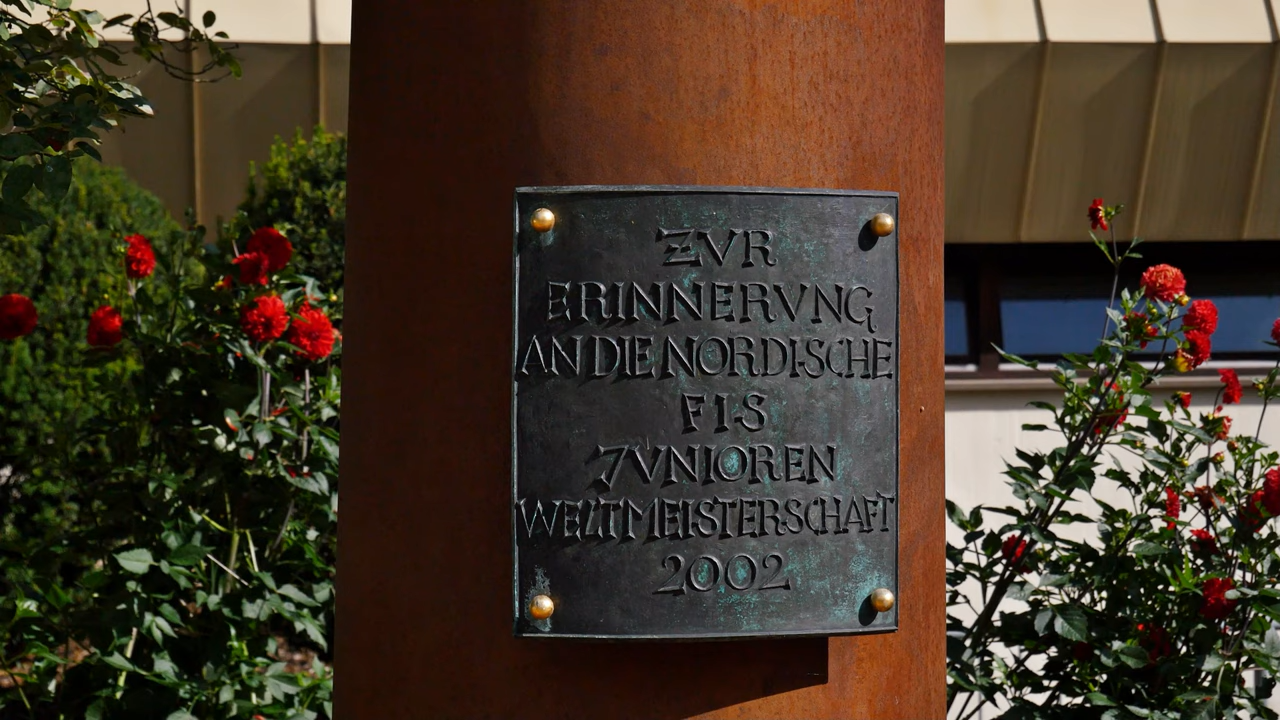 ZVR
ERINNERVNG
AN DIE NORDISCHE
FIS
JVNIOREN
WELTMEISTERSCHAFT
2002